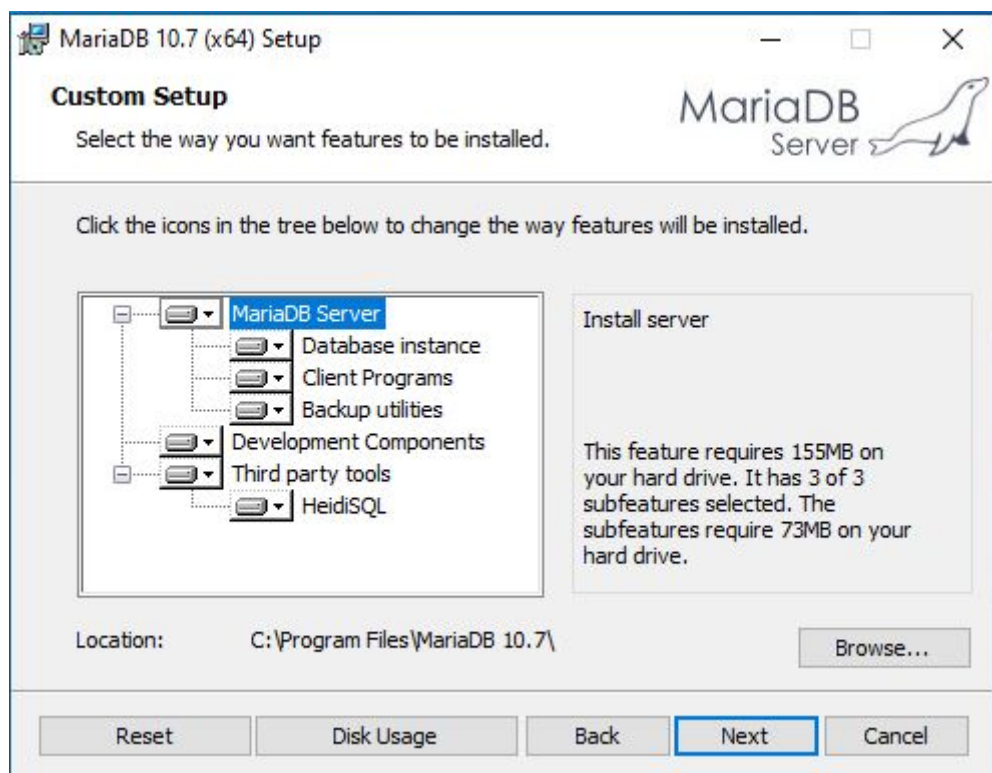 MariaDB 10.7 (x64) Setup
Custom Setup
Select the way you want features to be installed.
MariaDB
Server
Click the icons in the tree below to change the way features will be installed.
MariaDB Server
Database instance
Client Programs
Backup utilities
Development Components
Third party tools
HeidiSQL
Install server
This feature requires 155MB on
your hard drive. It has 3 of 3
subfeatures selected. The
subfeatures require 73MB on your
hard drive.
Location: C:\Program Files\MariaDB 10.7\
Browse...
Reset Disk Usage Back Next Cancel